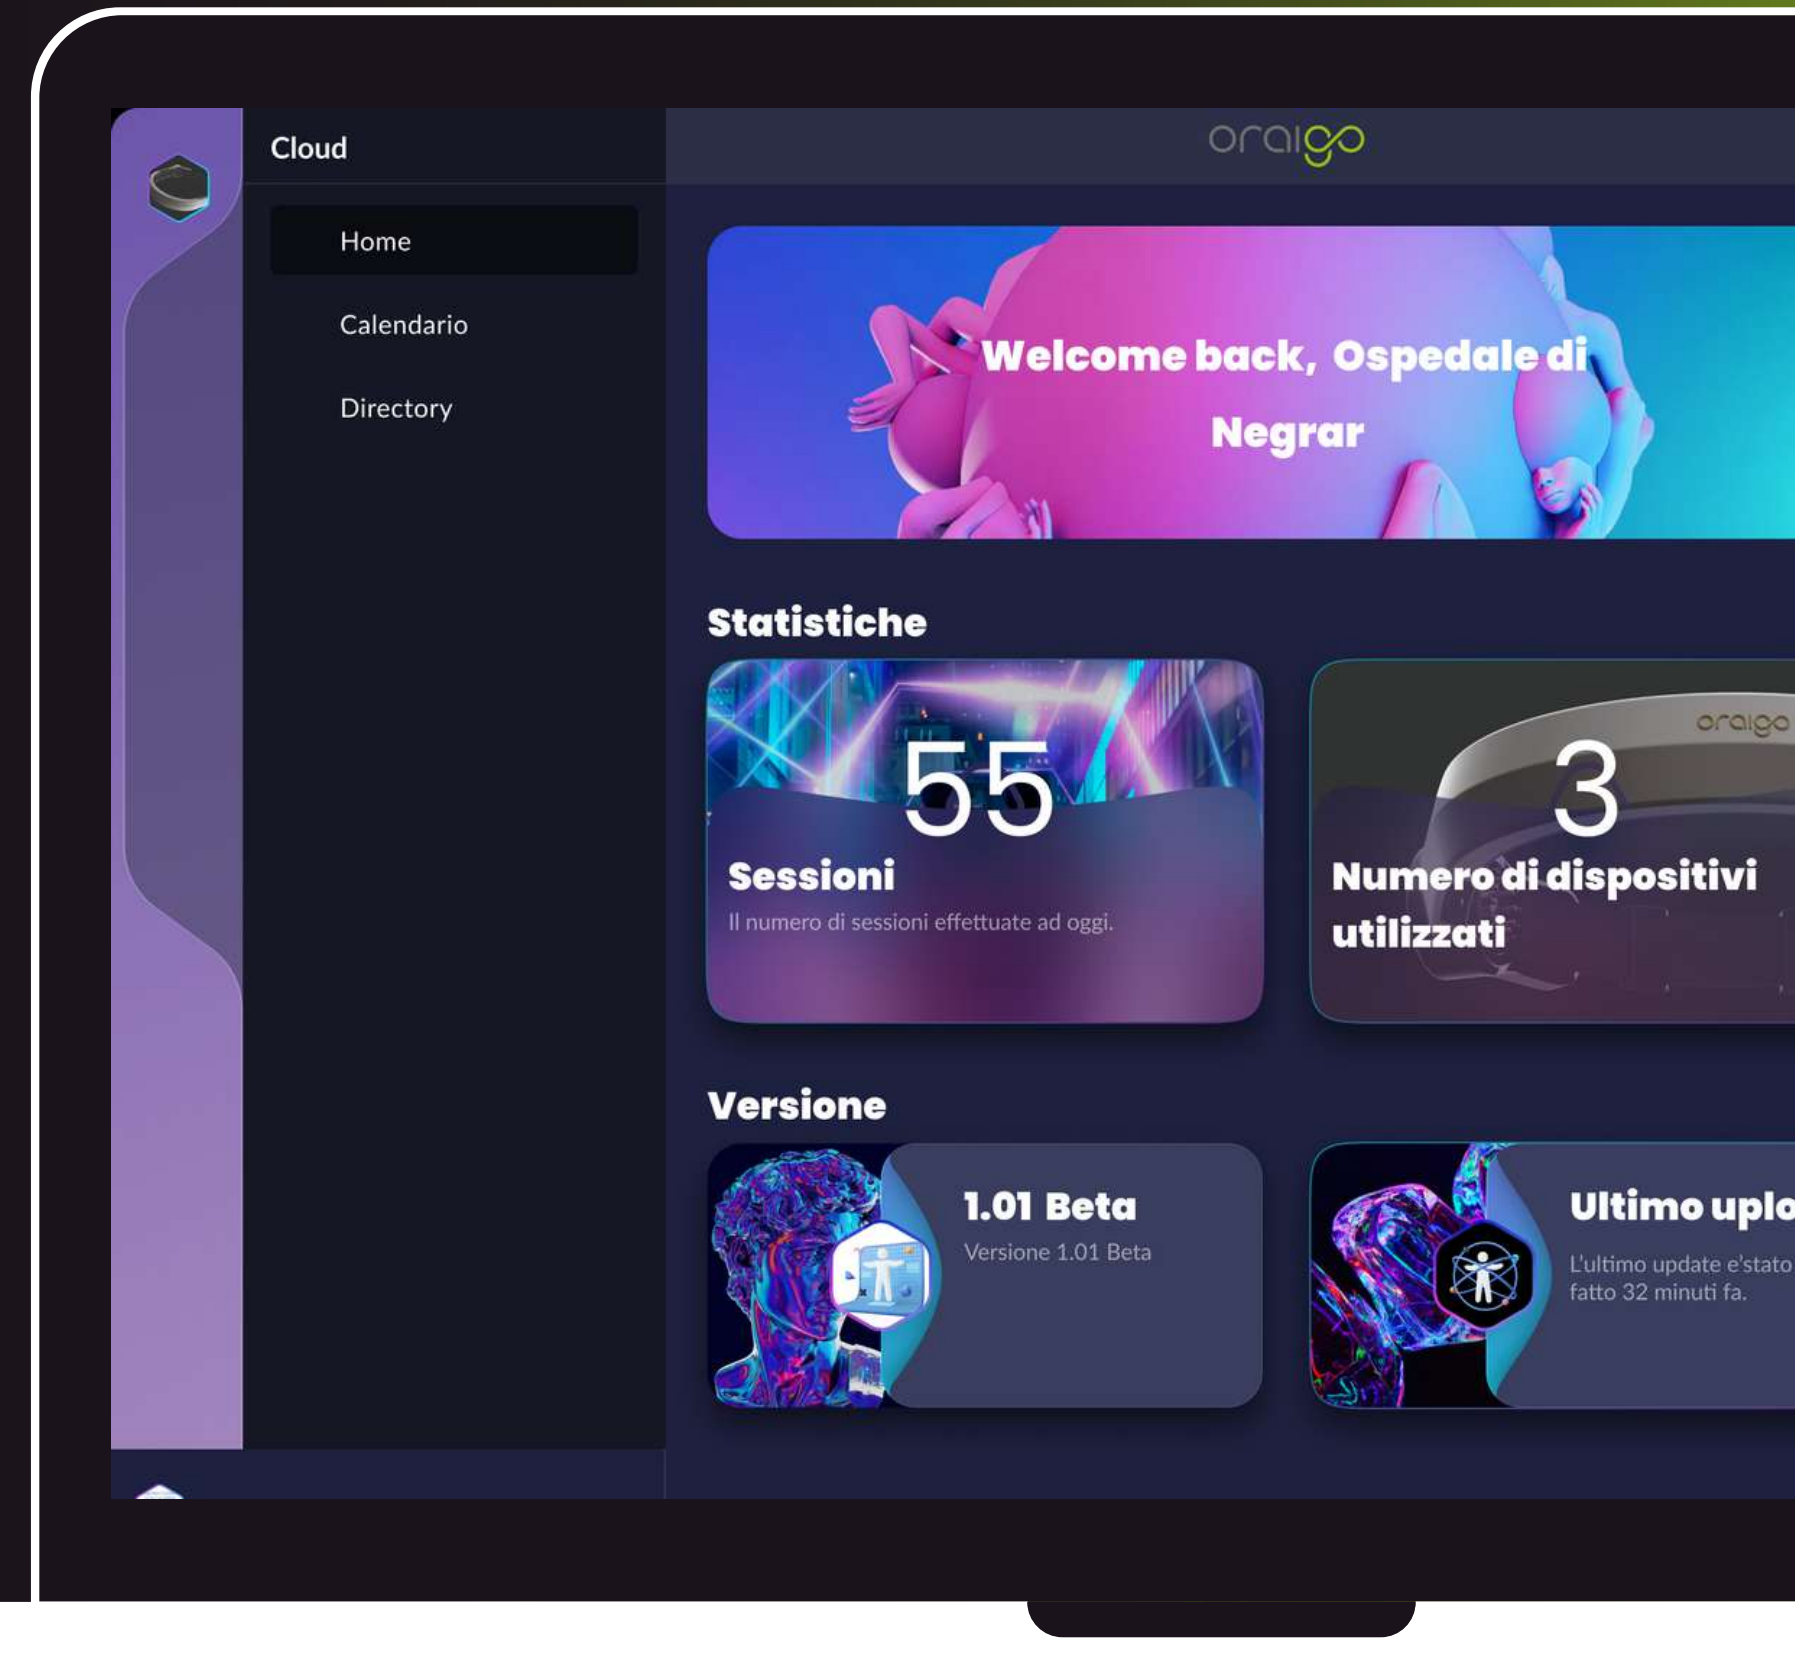 Cloud
oraigo
Home
Calendario
Directory
Welcome back, Ospedale di
Negrar
Statistiche
55
Sessioni
Il numero di sessioni effettuate ad oggi.
oraigo
3
Numero di dispositivi
utilizzati
Versione
1.01 Beta
Versione 1.01 Beta
Ultimo uplo
L'ultimo update e'stato
fatto 32 minuti fa.